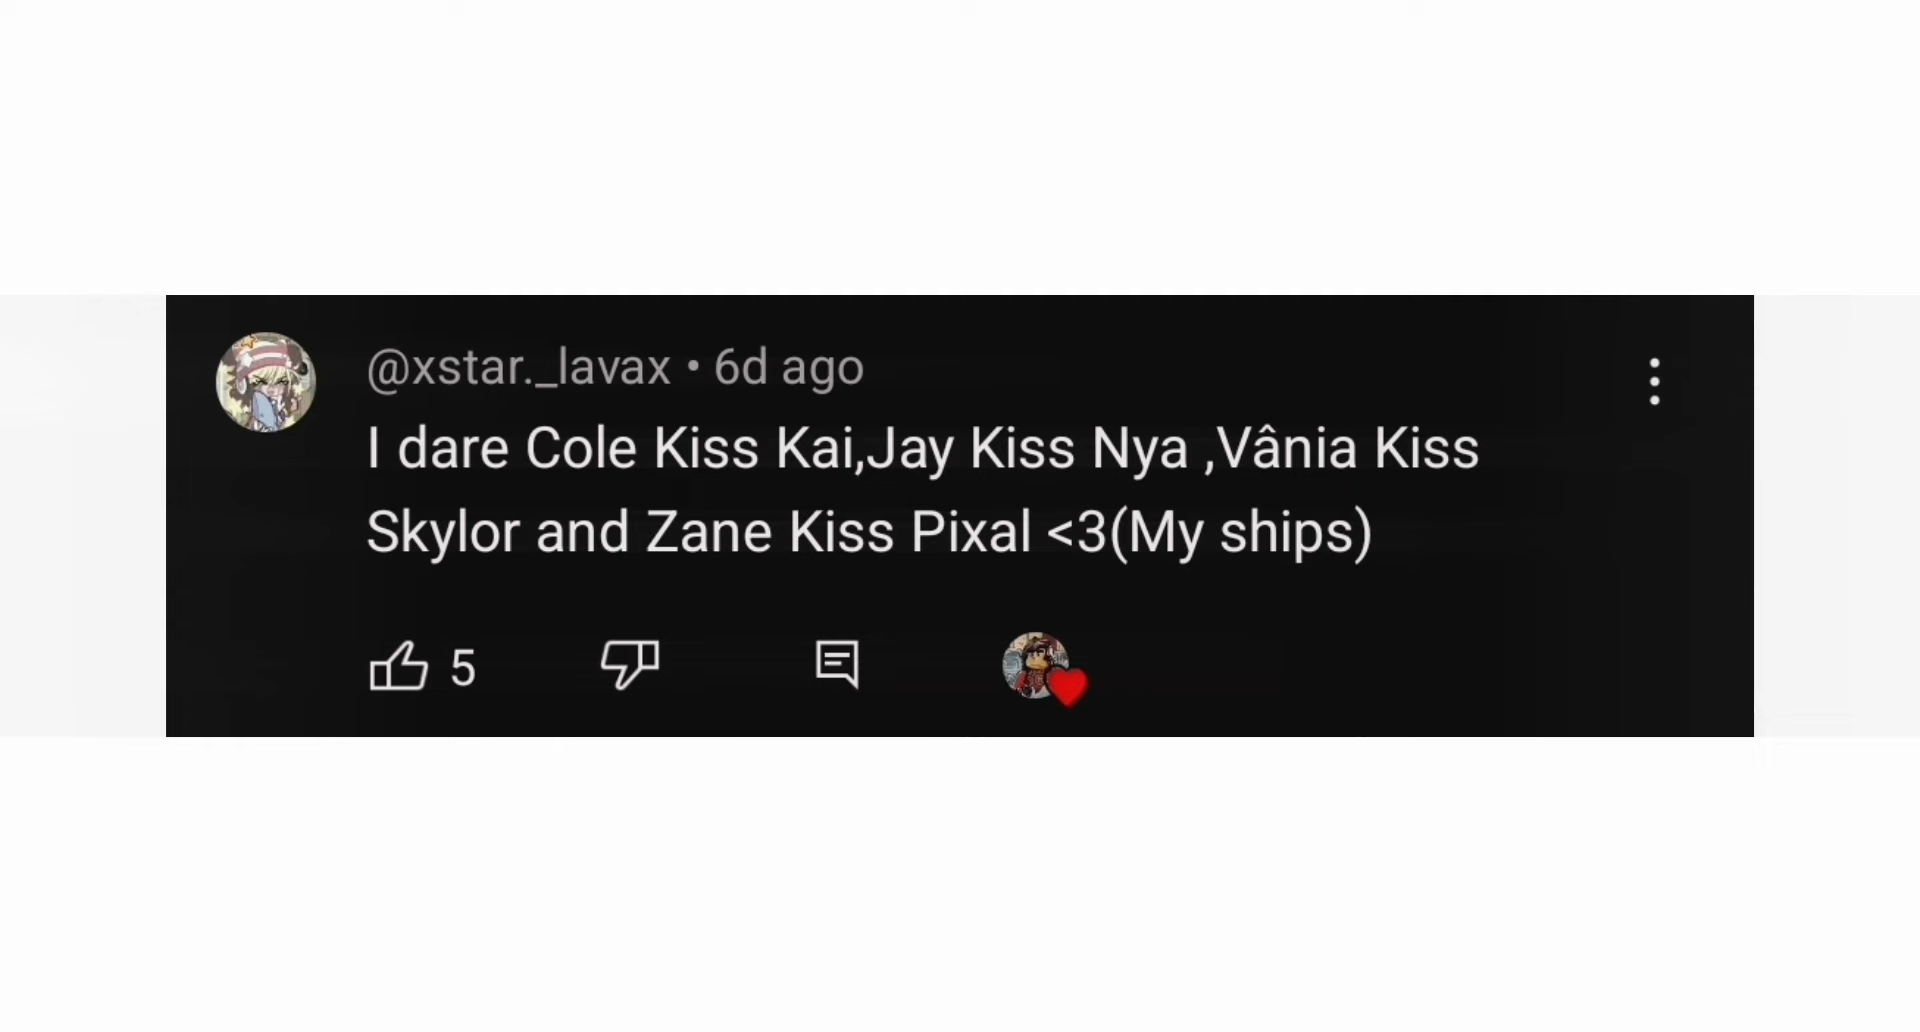 @xstar._lavax • 6d ago
I dare Cole Kiss Kai,Jay Kiss Nya ,Vânia Kiss
Skylor and Zane Kiss Pixal <3(My ships)
5